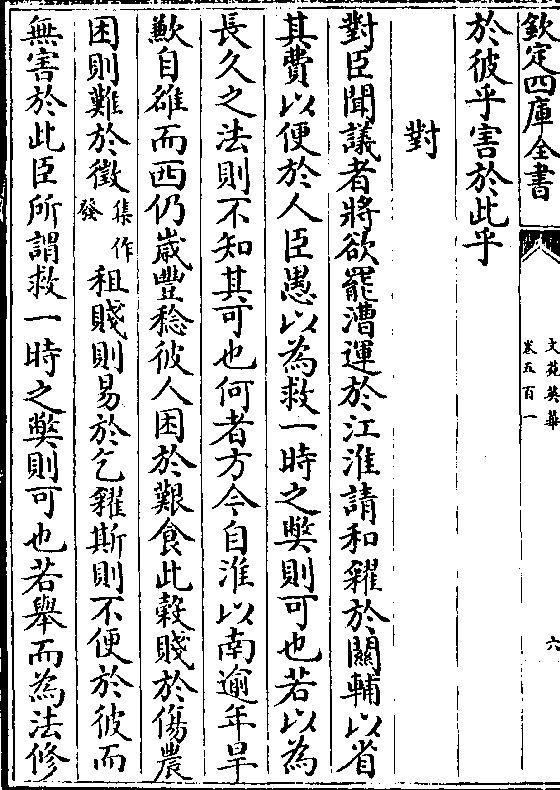 欽定四庫全書
文苑英華
卷五百一
六
於彼乎害於此乎
對
對臣聞議者將欲罷漕運於江淮請和糴於關輔以省
其費以便於人臣愚以為救一時之獘則可也若以為
長久之法則不知其可也何者方今自淮以南逾年旱
歉自雒而西仍嵗豐稔彼人困於艱食此榖賤於傷農
困則難於徵集作發租賤則易於乞糴斯則不便於彼而
無害於此臣所謂救一時之獘則可也若舉而為法修